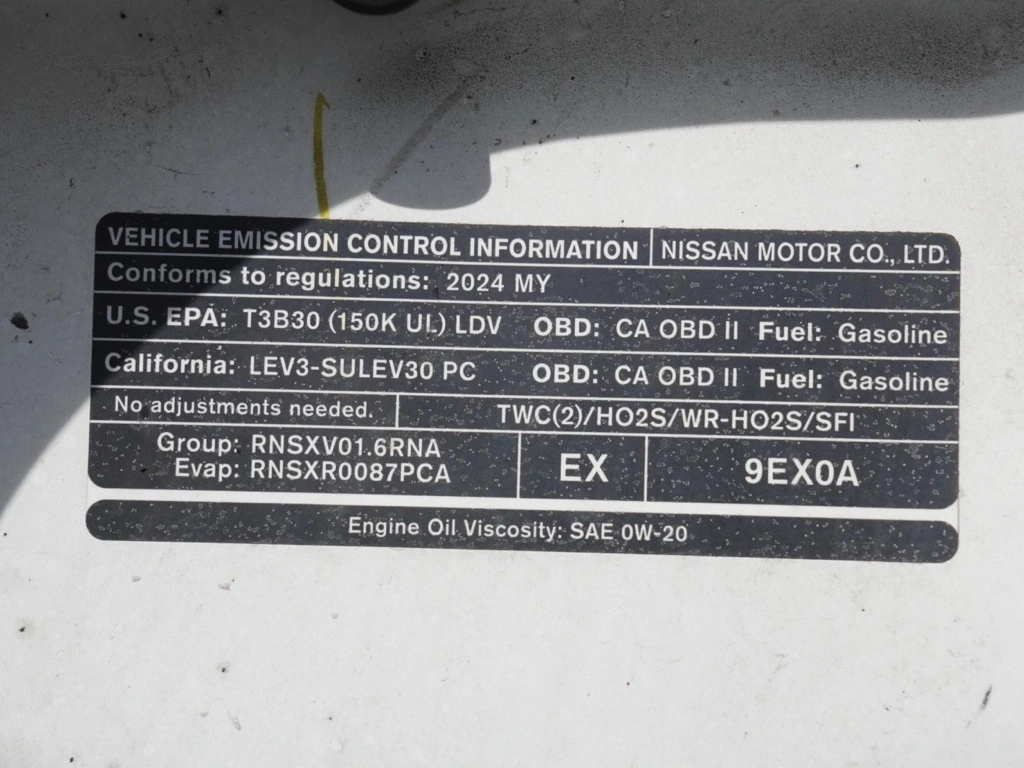 VEHICLE EMISSION CONTROL INFORMATION NISSAN MOTOR CO., LTD.
Conforms to regulations: 2024 MY
U.S. EPA: T3B30 (150K UL) LDV OBD: CA OBD II Fuel: Gasoline
California: LEV3-SULEV30 PC OBD: CA OBD II Fuel: Gasoline
No adjustments needed. TWC(2)/HO2S/WR-HO2S/SFI
Group: RNSXV01.6RNA
Evap: RNSXR0087PCA
EX
9EX0A
Engine Oil Viscosity: SAE 0W-20